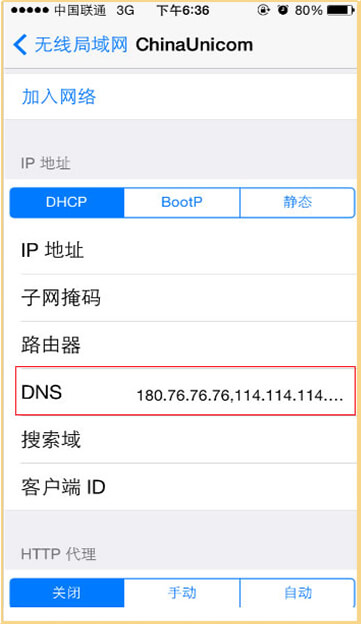 中国联通 3G 下午6:36 80%
无线局域网 ChinaUnicom
加入网络
IP 地址
DHCP BootP 静态
IP 地址
子网掩码
路由器
DNS 180.76.76.76,114.114.114....
搜索域
客户端 ID
HTTP 代理
关闭 手动 自动